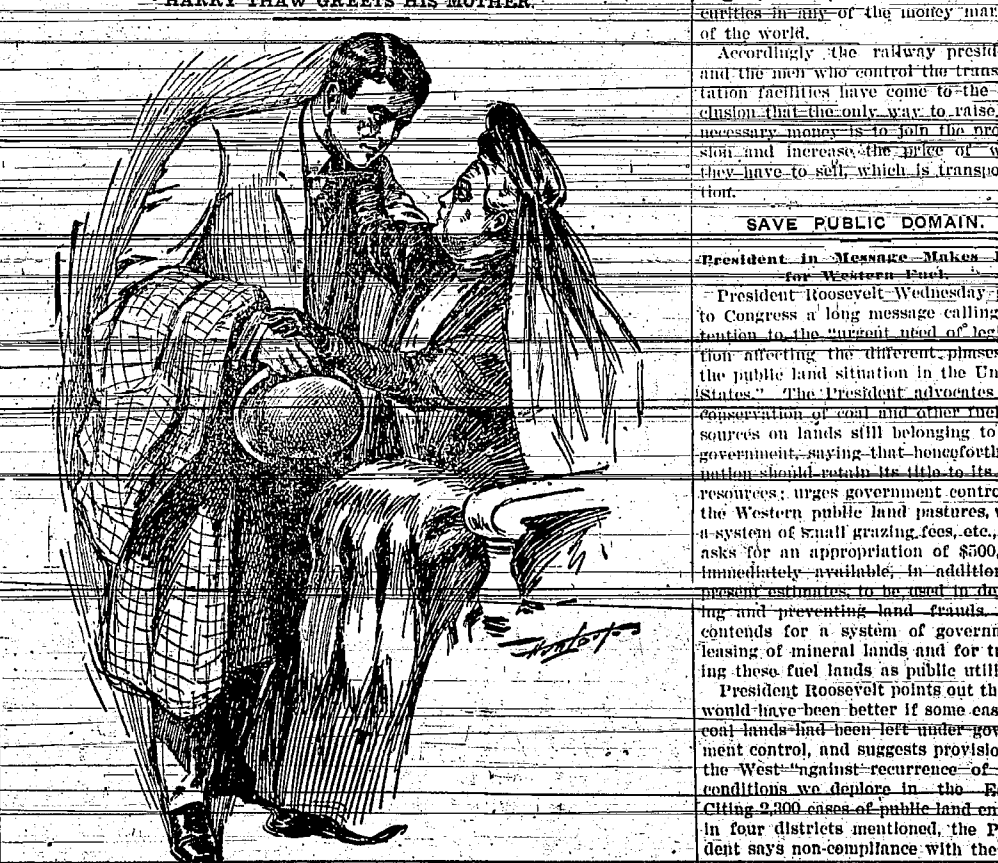 HARRY THAW GREETS HIS MOTHER.
curities in any of the money mar
of the world.
Accordingly the railway presid
and the men who control the trans
tation facilities have come to the
clusion that the only way to raise
necessary money is to join the pro
sion and increase the price of w
they have to sell, which is transpo
tion.
SAVE PUBLIC DOMAIN.
President in Message Makes
for Western Fuel.
President Roosevelt Wednesday
to Congress a long message calling
tention to the "urgent need of leg
tion affecting the different phases
the public land situation in the Un
States." The President advocates
conservation of coal and other fuel
sources on lands still belonging to
government, saying that henceforth
nation should retain its title to its
resources; urges government contro
the Western public land pastures, w
a system of small grazing fees, etc.,
asks for an appropriation of $500,
immediately available, in addition
present estimates, to be used in de
ing and preventing land frauds.
contends for a system of governm
leasing of mineral lands and for tr
ing these fuel lands as public utili
President Roosevelt points out th
would have been better if some eas
coal lands had been left under gov
ment control, and suggests provisio
the West "against recurrence of
conditions we deplore in the E
Citing 2,300 cases of public land en
in four districts mentioned, the P
dent says non-compliance with the